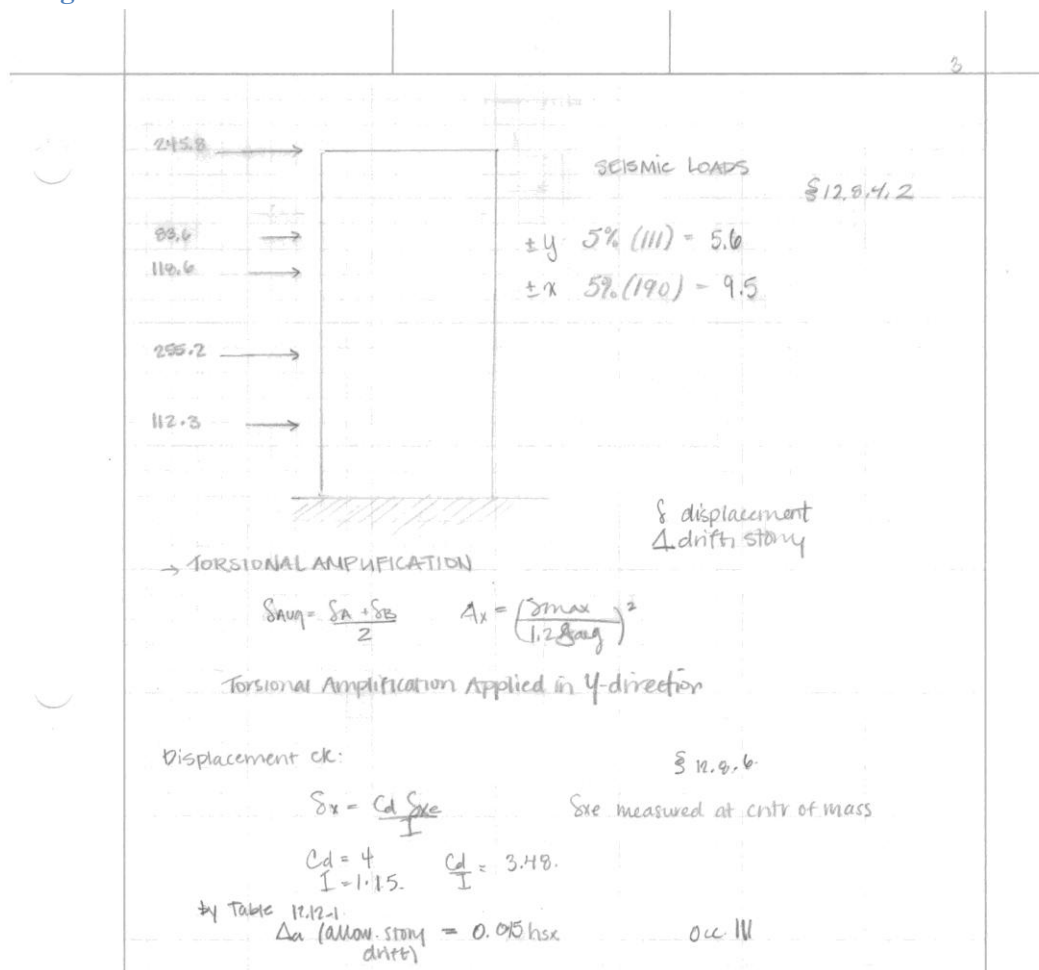 3
245.8
SEISMIC LOADS
§ 12.8.4.2
83.6
± y 5% (111) = 5.6
118.6
± x 5% (190) = 9.5
255.2
112.3
δ displacement
Δ drift, story
→ TORSIONAL AMPLIFICATION
δAvg = δA + δB / 2 Ax = (δmax / 1.2 δavg)²
Torsional Amplification Applied in Y-direction
Displacement ck:
§ 12.8.6.
δx = Cd δxe / I
δxe measured at cntr of mass
Cd = 4
Cd / I = 3.48.
I = 1.15.
by Table 12.12-1
Δa (allow. story = 0.015 hsx
drift)
Occ III